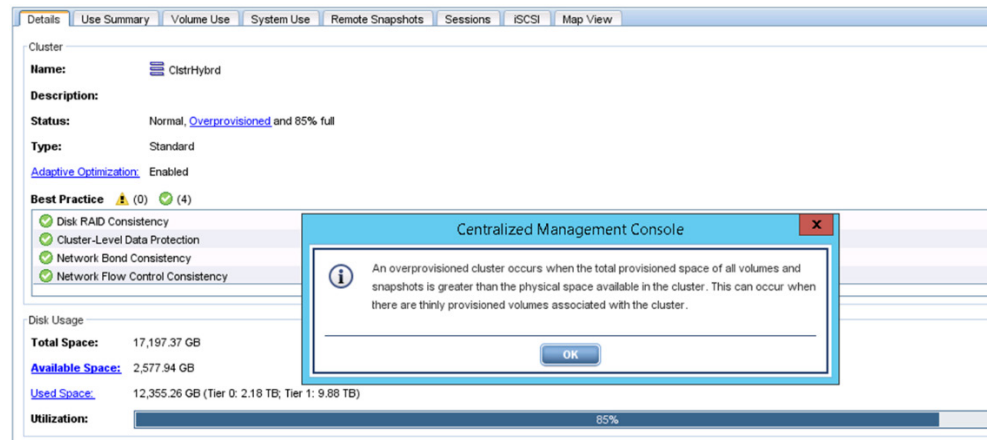 Details Use Summary Volume Use System Use Remote Snapshots Sessions iSCSI Map View
Cluster
Name: ClstrHybrd
Description:
Status: Normal, Overprovisioned and 85% full
Type: Standard
Adaptive Optimization: Enabled
Best Practice (0) (4)
Disk RAID Consistency
Cluster-Level Data Protection
Network Bond Consistency
Network Flow Control Consistency
Centralized Management Console
An overprovisioned cluster occurs when the total provisioned space of all volumes and
snapshots is greater than the physical space available in the cluster. This can occur when
there are thinly provisioned volumes associated with the cluster.
OK
Disk Usage
Total Space: 17,197.37 GB
Available Space: 2,577.94 GB
Used Space: 12,355.26 GB (Tier 0: 2.18 TB; Tier 1: 9.88 TB)
Utilization: 85%